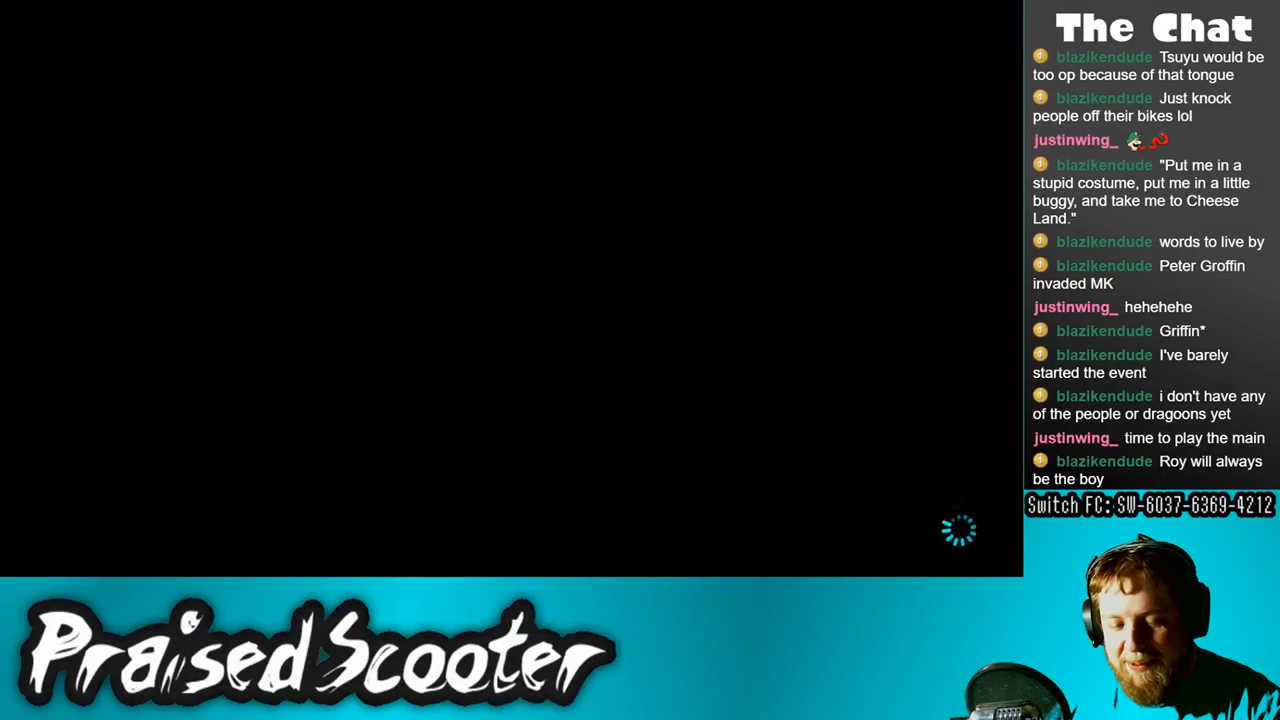 The Chat
blazikendude Tsuyu would be
too op because of that tongue
blazikendude Just knock
people off their bikes lol
justinwing_
blazikendude "Put me in a
stupid costume, put me in a little
buggy, and take me to Cheese
Land."
blazikendude words to live by
blazikendude Peter Groffin
invaded MK
justinwing_ hehehehe
blazikendude Griffin*
blazikendude I've barely
started the event
blazikendude i don't have any
of the people or dragoons yet
justinwing_ time to play the main
blazikendude Roy will always
be the boy
Switch FC: SW-6037-6369-4212
PraisedScooter